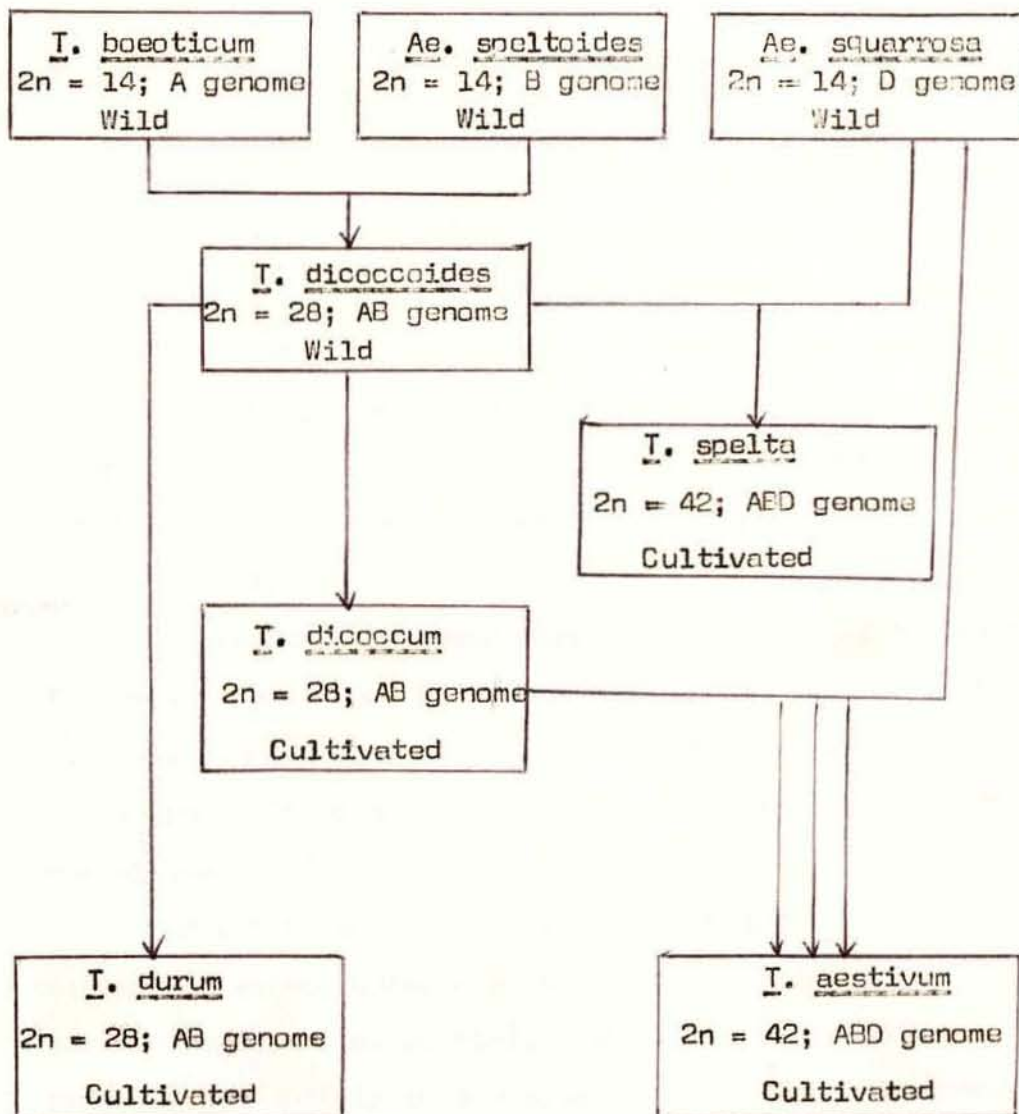 T. boeoticum
2n = 14; A genome
Wild
Ae. speltoides
2n = 14; B genome
Wild
Ae. squarrosa
2n = 14; D genome
Wild
T. dicoccoides
2n = 28; AB genome
Wild
T. spelta
2n = 42; ABD genome
Cultivated
T. dicoccum
2n = 28; AB genome
Cultivated
T. durum
2n = 28; AB genome
Cultivated
T. aestivum
2n = 42; ABD genome
Cultivated